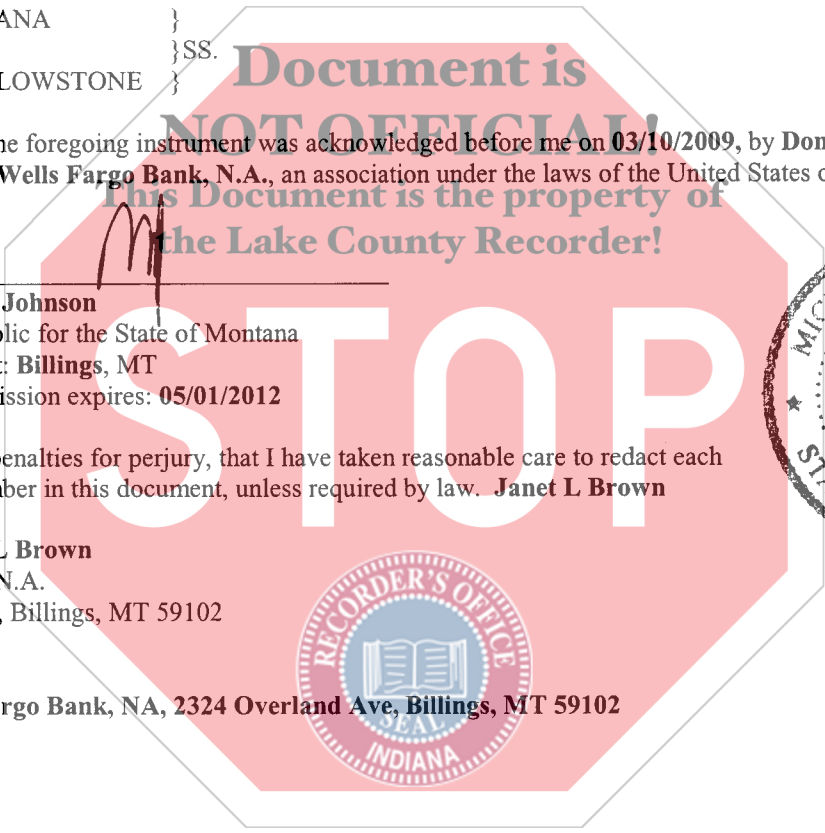 ANA }
}SS.
LOWSTONE }
Document is
NOT OFFICIAL!
This Document is the property of
the Lake County Recorder!
he foregoing instrument was acknowledged before me on 03/10/2009, by Don
Wells Fargo Bank, N.A., an association under the laws of the United States o
Johnson
blic for the State of Montana
t: Billings, MT
ission expires: 05/01/2012
STOP
MIC
STA
enalties for perjury, that I have taken reasonable care to redact each
ber in this document, unless required by law. Janet L Brown
L Brown
N.A.
, Billings, MT 59102
RECORDER'S OFFICE
SEAL
INDIANA
rgo Bank, NA, 2324 Overland Ave, Billings, MT 59102